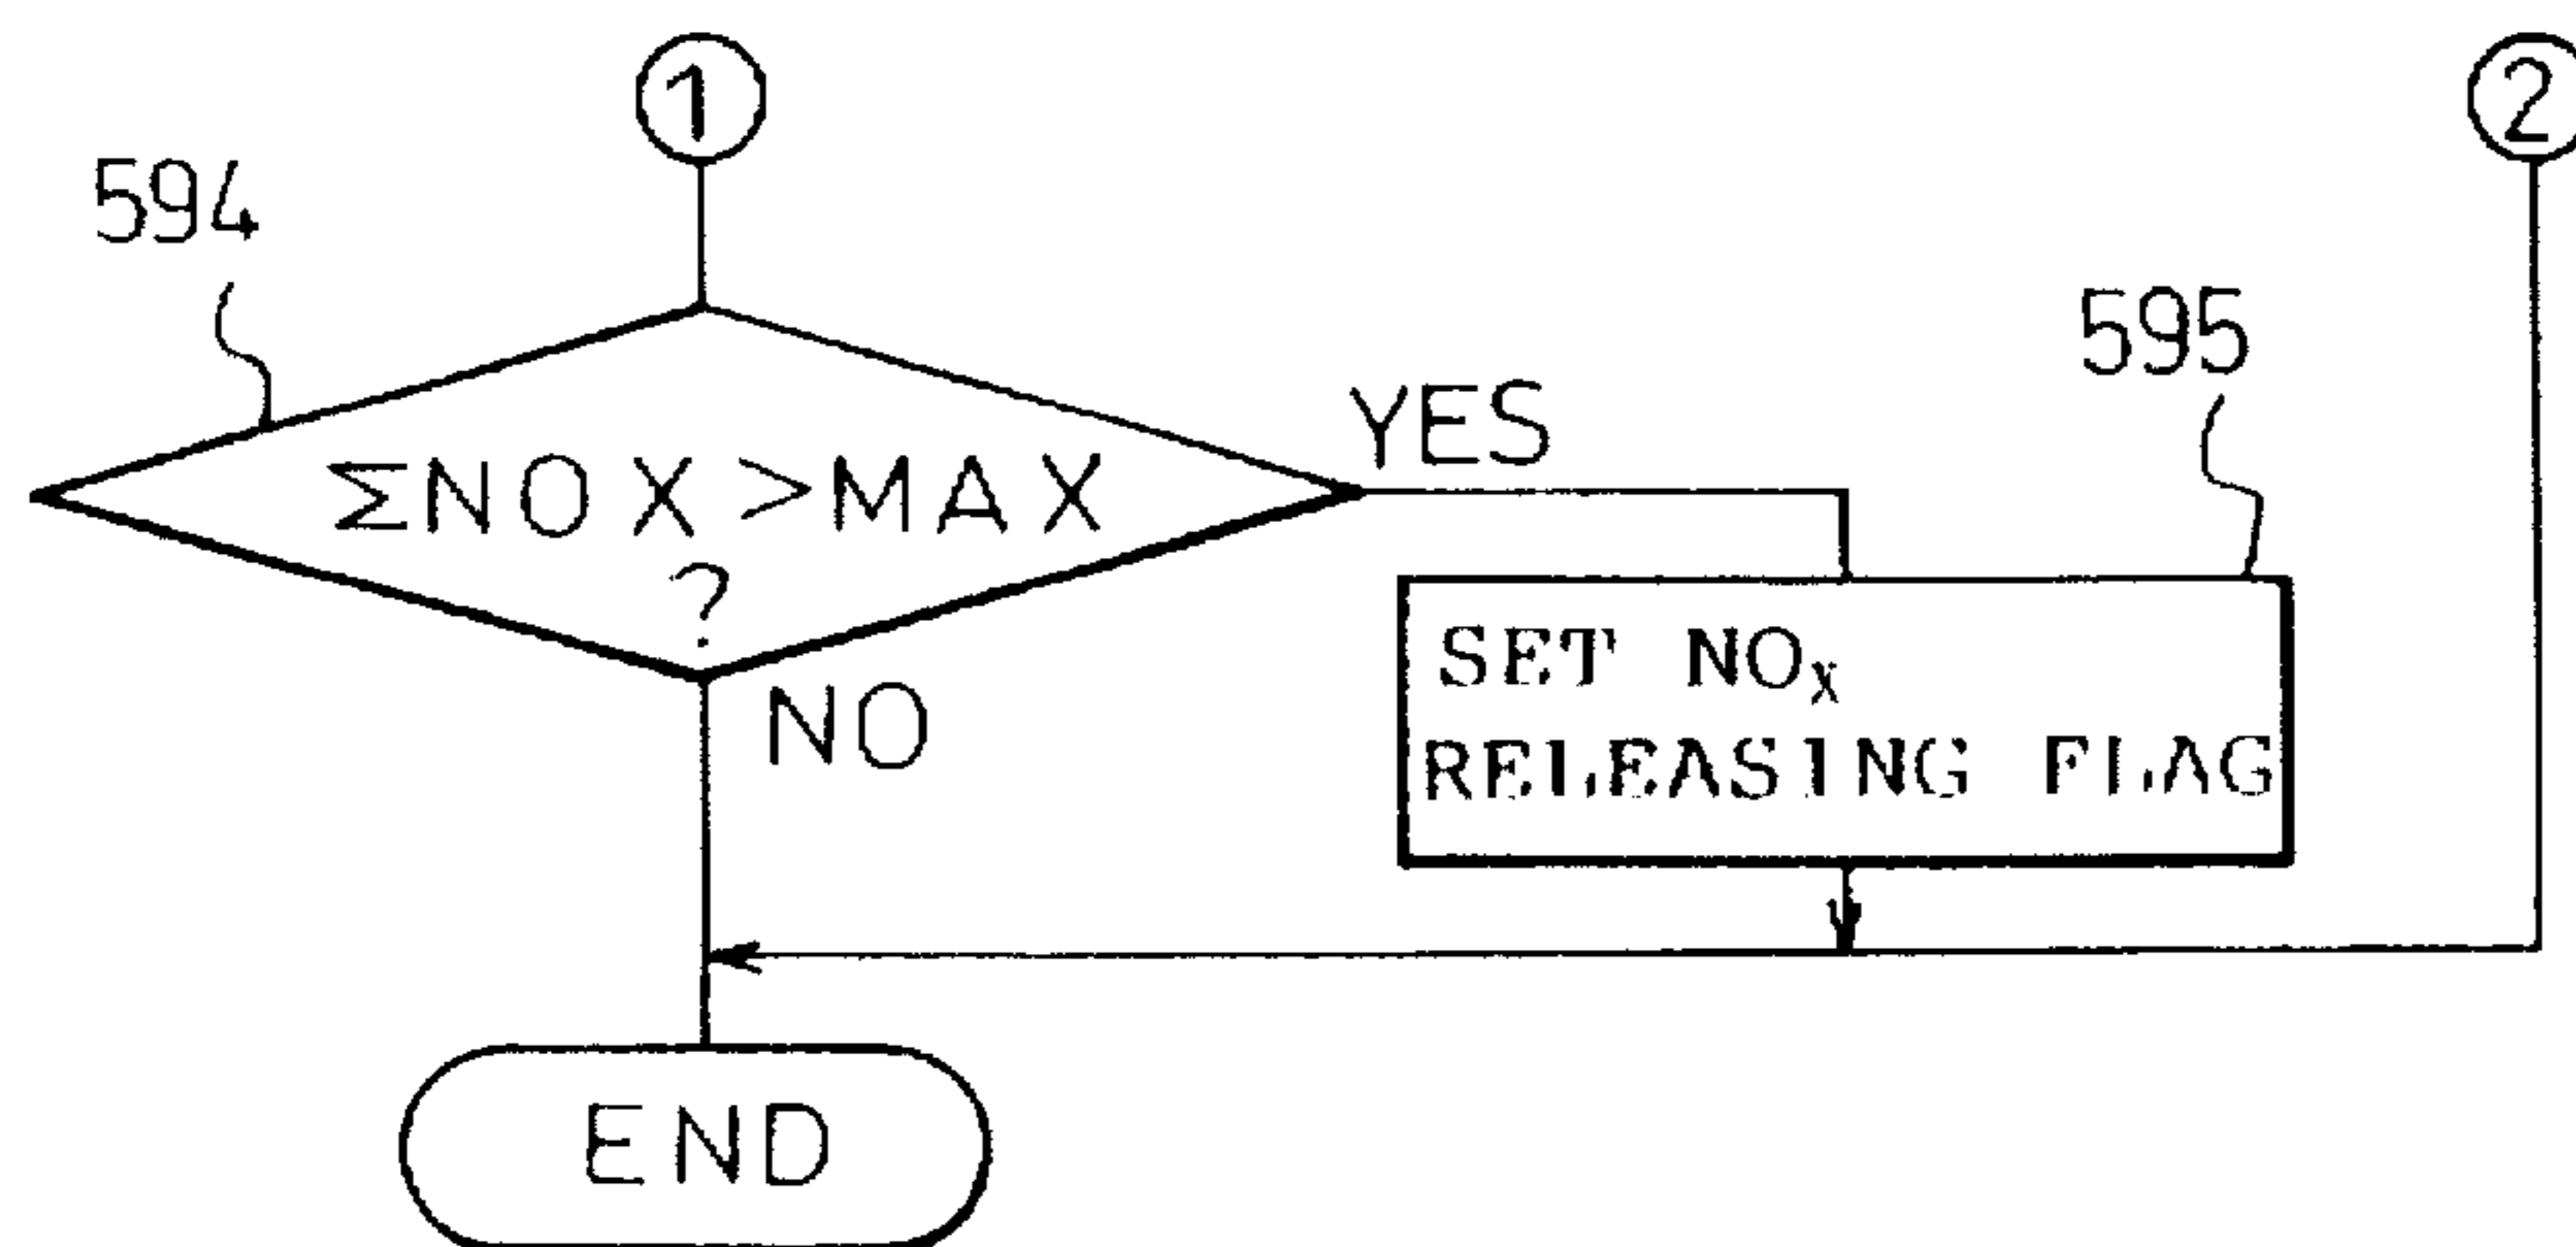 ①
②
594
595
YES
ΣNOX>MAX
?
NO
SET NOx
RELEASING FLAG
END